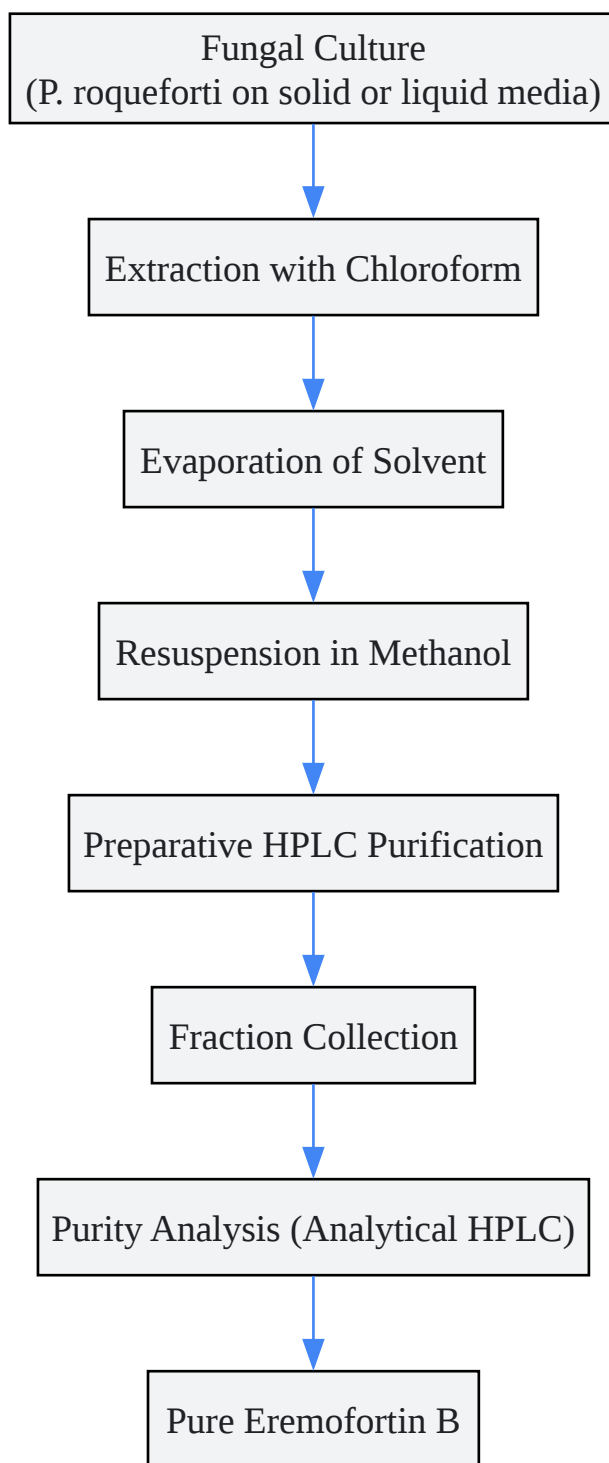 Fungal Culture
(P. roqueforti on solid or liquid media)
Extraction with Chloroform
Evaporation of Solvent
Resuspension in Methanol
Preparative HPLC Purification
Fraction Collection
Purity Analysis (Analytical HPLC)
Pure Eremofortin B